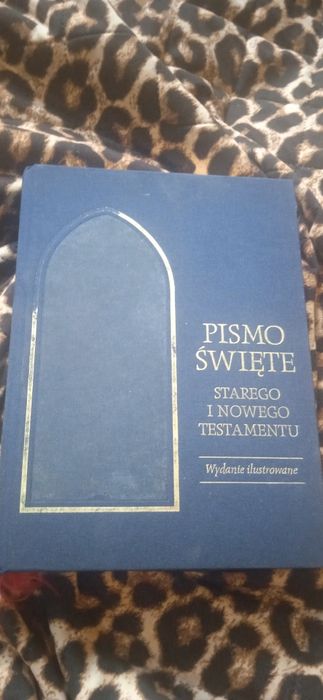 PISMO
ŚWIĘTE
STAREGO
I NOWEGO
TESTAMENTU
Wydanie ilustrowane